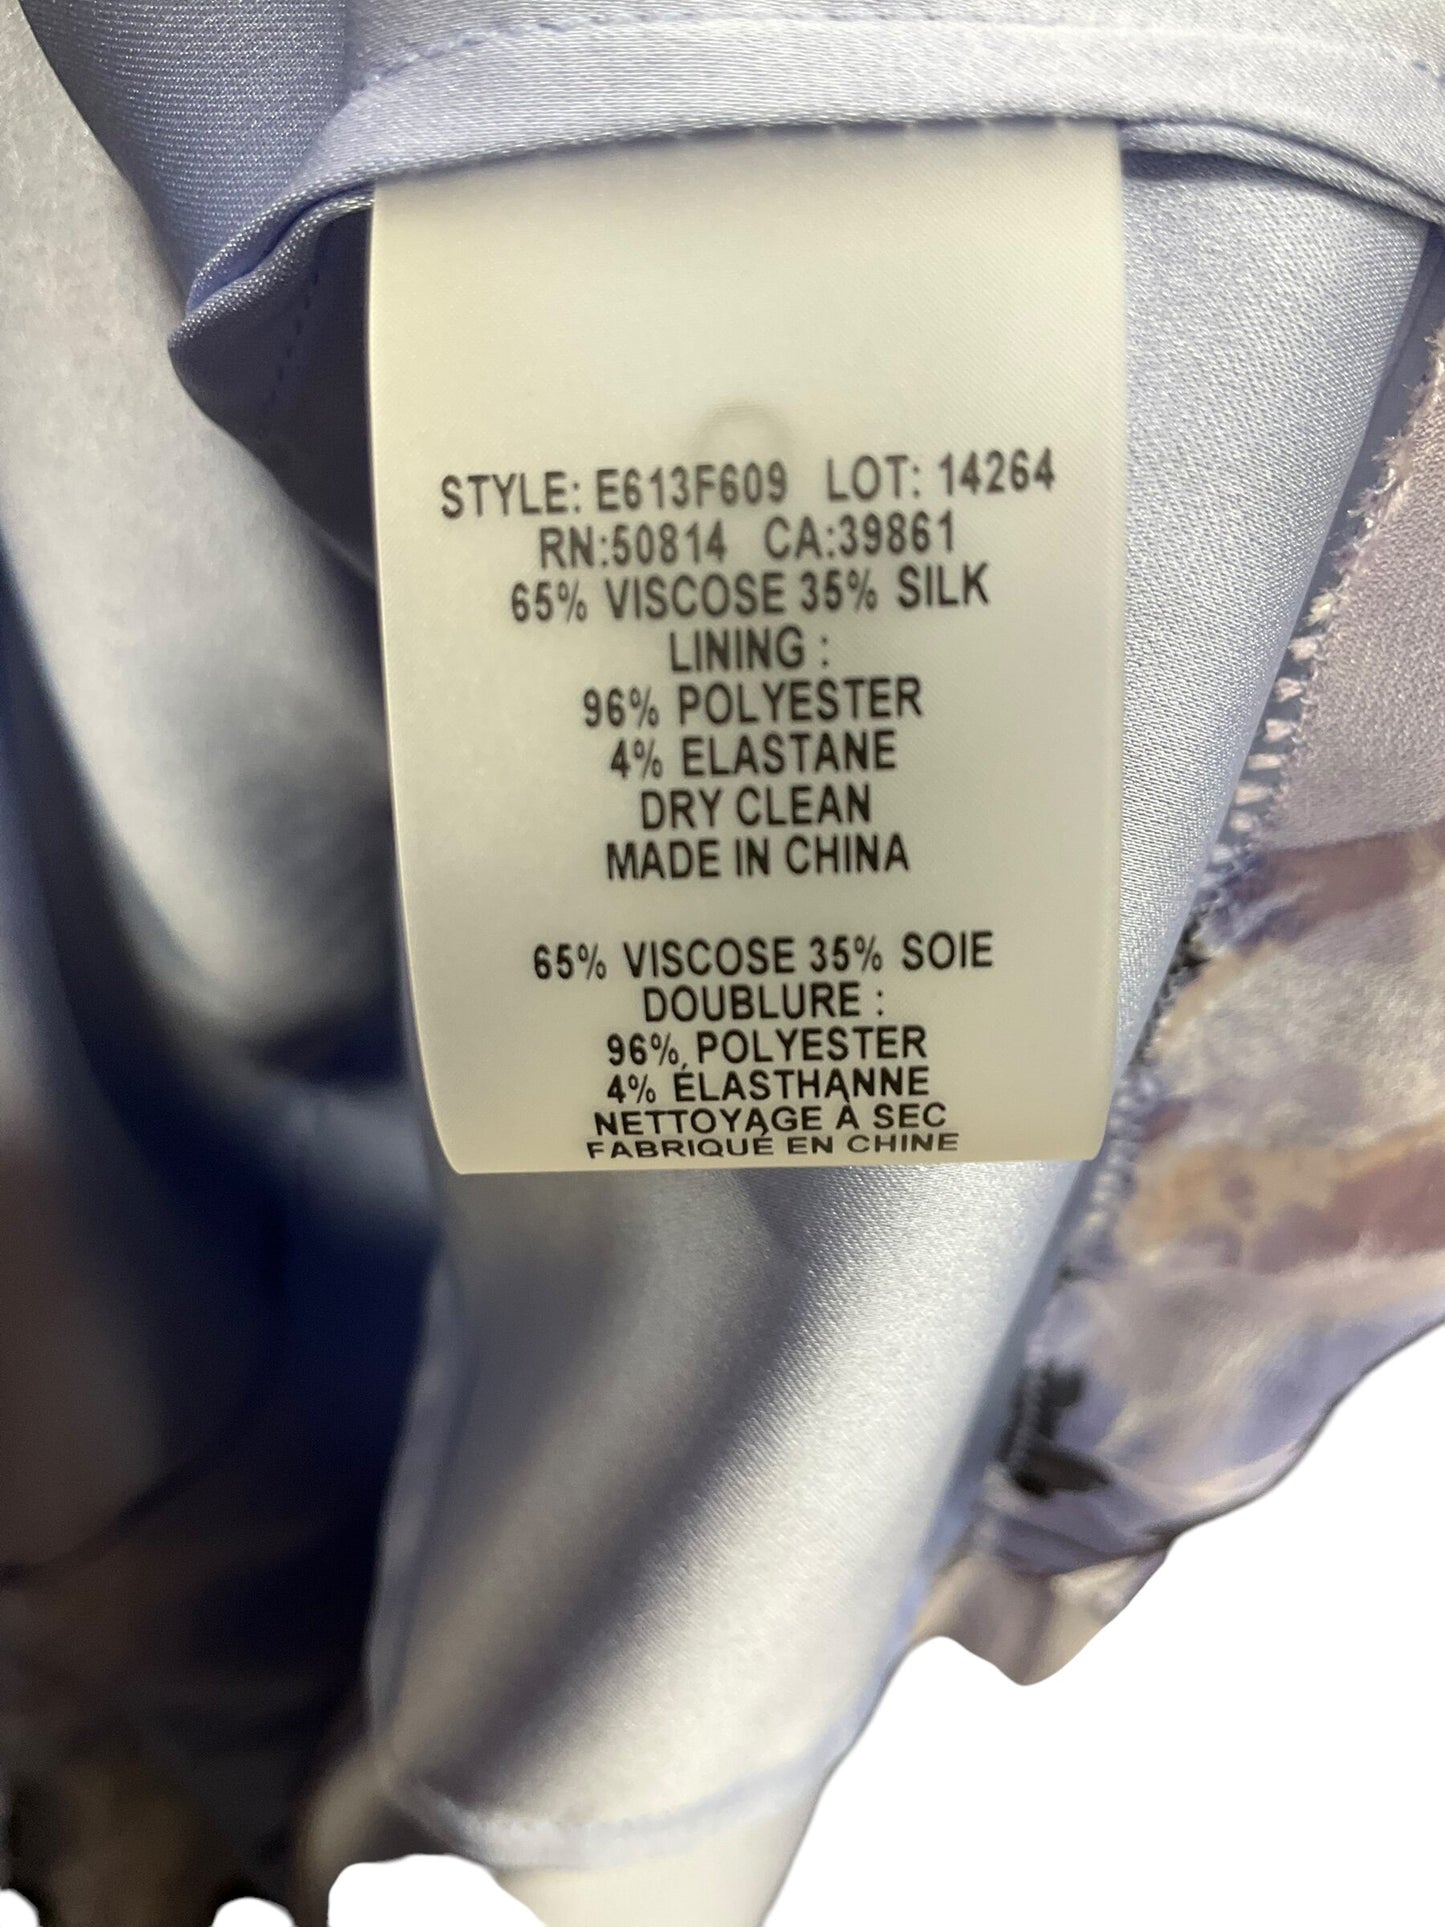 STYLE: E613F609 LOT: 14264
RN:50814 CA:39861
65% VISCOSE 35% SILK
LINING :
96% POLYESTER
4% ELASTANE
DRY CLEAN
MADE IN CHINA
65% VISCOSE 35% SOIE
DOUBLURE :
96% POLYESTER
4% ÉLASTHANNE
NETTOYAGE À SEC
FABRIQUÉ EN CHINE